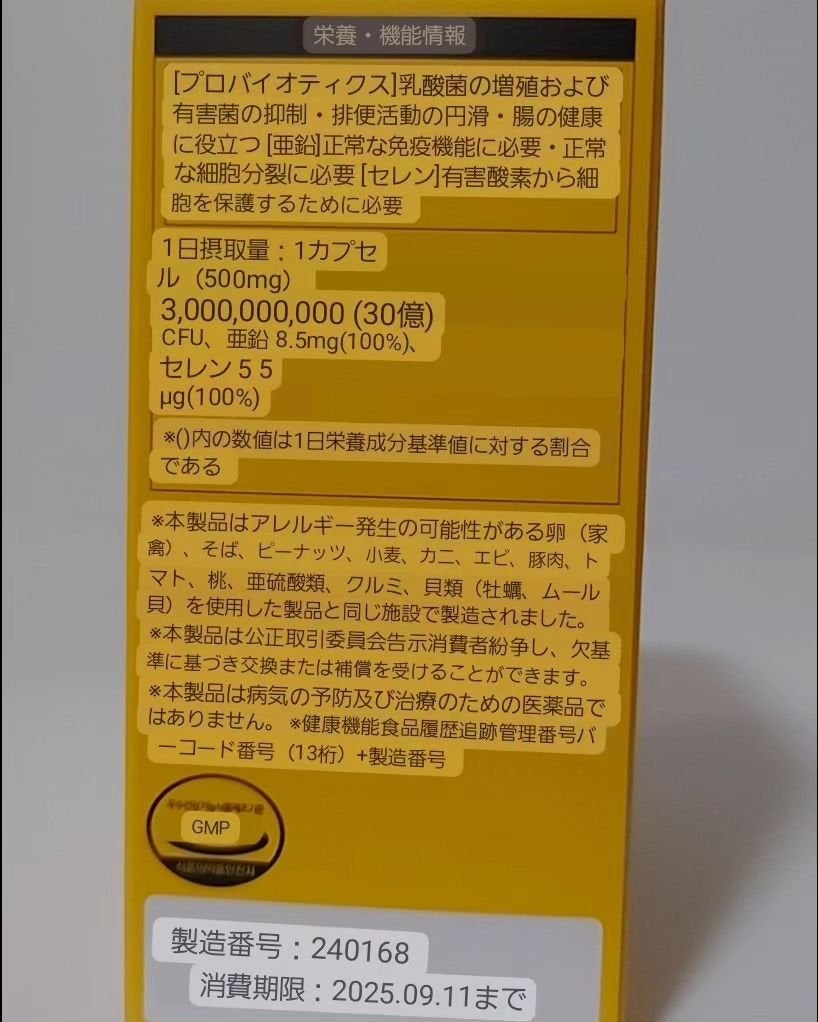 栄養・機能情報
[プロバイオティクス]乳酸菌の増殖および
有害菌の抑制・排便活動の円滑・腸の健康
に役立つ [亜鉛]正常な免疫機能に必要・正常
な細胞分裂に必要 [セレン]有害酸素から細
胞を保護するために必要
1日摂取量：1カプセ
ル（500mg）
3,000,000,000 (30億)
CFU、亜鉛 8.5mg(100%)、
セレン 5 5
µg(100%)
※()内の数値は1日栄養成分基準値に対する割合
である
※本製品はアレルギー発生の可能性がある卵（家
禽）、そば、ピーナッツ、小麦、カニ、エビ、豚肉、ト
マト、桃、亜硫酸類、クルミ、貝類（牡蠣、ムール
貝）を使用した製品と同じ施設で製造されました。
※本製品は公正取引委員会告示消費者紛争し、欠基
準に基づき交換または補償を受けることができます。
※本製品は病気の予防及び治療のための医薬品で
はありません。 ※健康機能食品履歴追跡管理番号バ
ーコード番号（13桁）+製造番号
GMP
식품의약품안전처
製造番号：240168
消費期限：2025.09.11まで